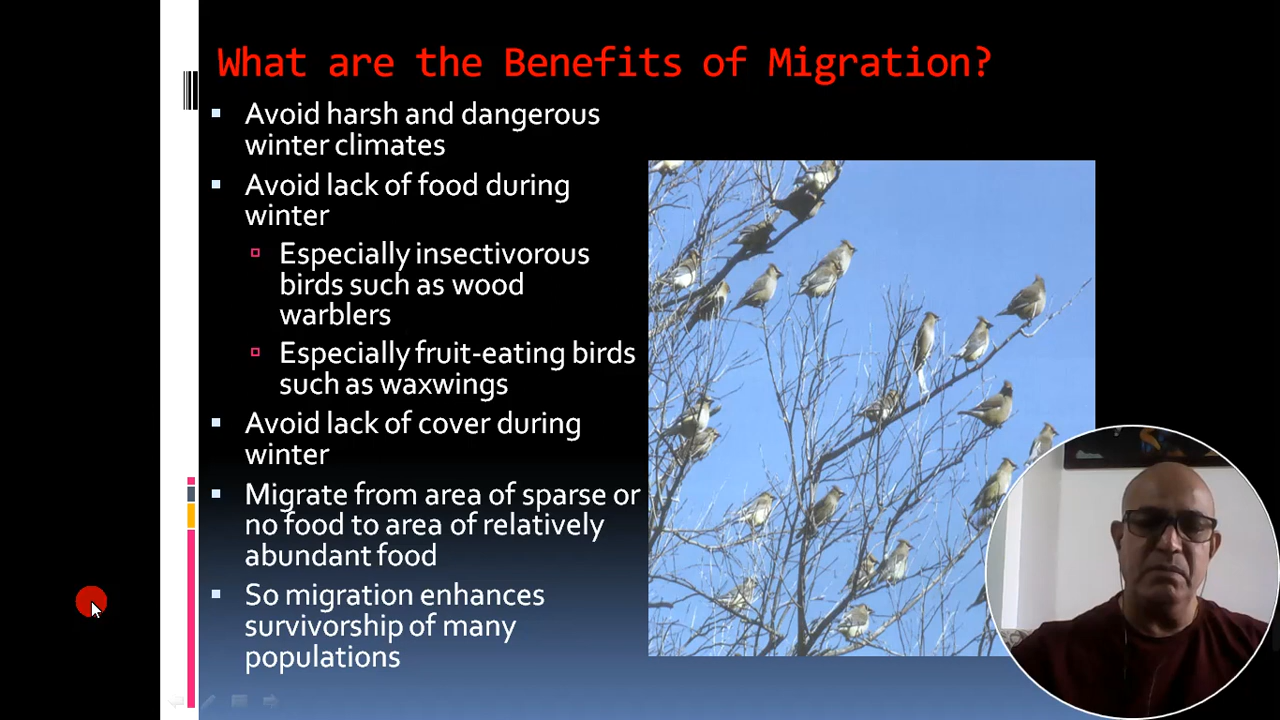 What are the Benefits of Migration?
Avoid harsh and dangerous
winter climates
Avoid lack of food during
winter
Especially insectivorous
birds such as wood
warblers
Especially fruit-eating birds
such as waxwings
Avoid lack of cover during
winter
Migrate from area of sparse or
no food to area of relatively
abundant food
So migration enhances
survivorship of many
populations